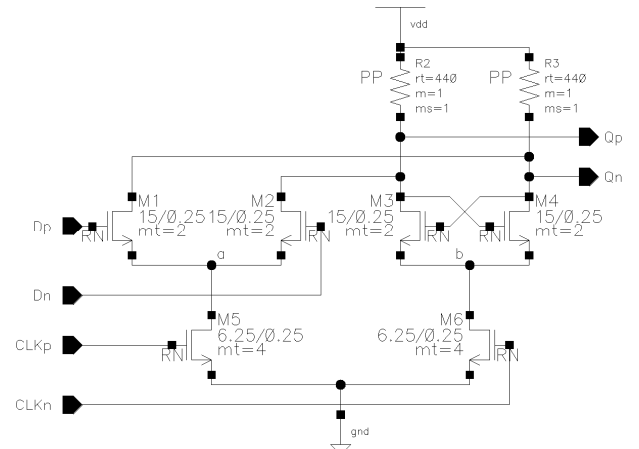 vdd
R2
R3
PP
rt=440
PP
rt=440
m=1
m=1
ms=1
ms=1
Qp
Qn
M1
M2
M3
M4
15/0.25
15/0.25
15/0.25
15/0.25
mt=2
mt=2
mt=2
mt=2
Dp
RN
RN
RN
RN
a
b
Dn
M5
M6
6.25/0.25
6.25/0.25
mt=4
mt=4
CLKp
RN
RN
CLKn
gnd